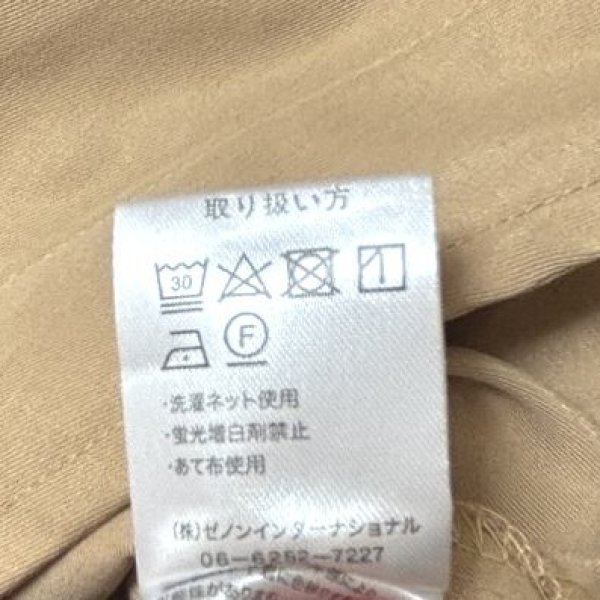 取り扱い方
30
F
・洗濯ネット使用
・蛍光増白剤禁止
・あて布使用
(株)ゼノンインターナショナル
06-6252-7227